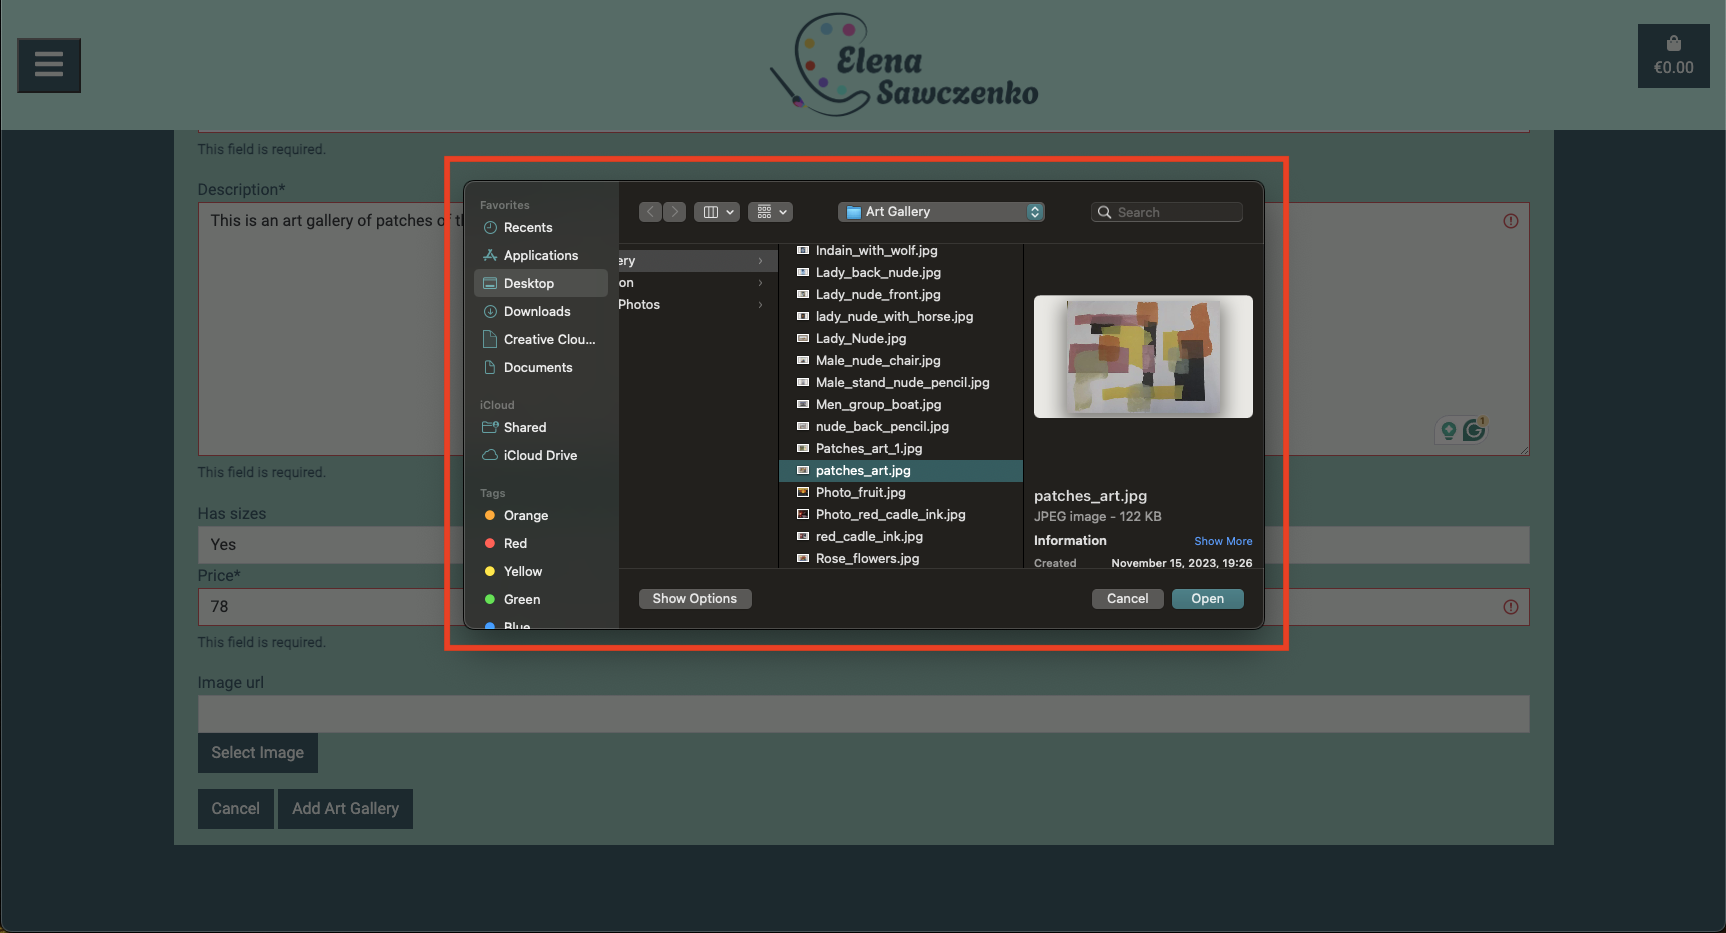 Elena
Sawczenko
€0.00
This field is required.
Description*
This is an art gallery of patches of
Has sizes
Yes
Price*
78
This field is required.
This field is required.
Image url
Select Image
Cancel
Add Art Gallery
Favorites
Recents
Applications
Desktop
Downloads
Creative Clou...
Documents
iCloud
Shared
iCloud Drive
Tags
Orange
Red
Yellow
Green
Blue
Art Gallery
Search
ery
on
Photos
Indain_with_wolf.jpg
Lady_back_nude.jpg
Lady_nude_front.jpg
lady_nude_with_horse.jpg
Lady_Nude.jpg
Male_nude_chair.jpg
Male_stand_nude_pencil.jpg
Men_group_boat.jpg
nude_back_pencil.jpg
Patches_art_1.jpg
patches_art.jpg
Photo_fruit.jpg
Photo_red_cadle_ink.jpg
red_cadle_ink.jpg
Rose_flowers.jpg
patches_art.jpg
JPEG image - 122 KB
Information
Show More
Created
November 15, 2023, 19:26
Show Options
Cancel
Open
1